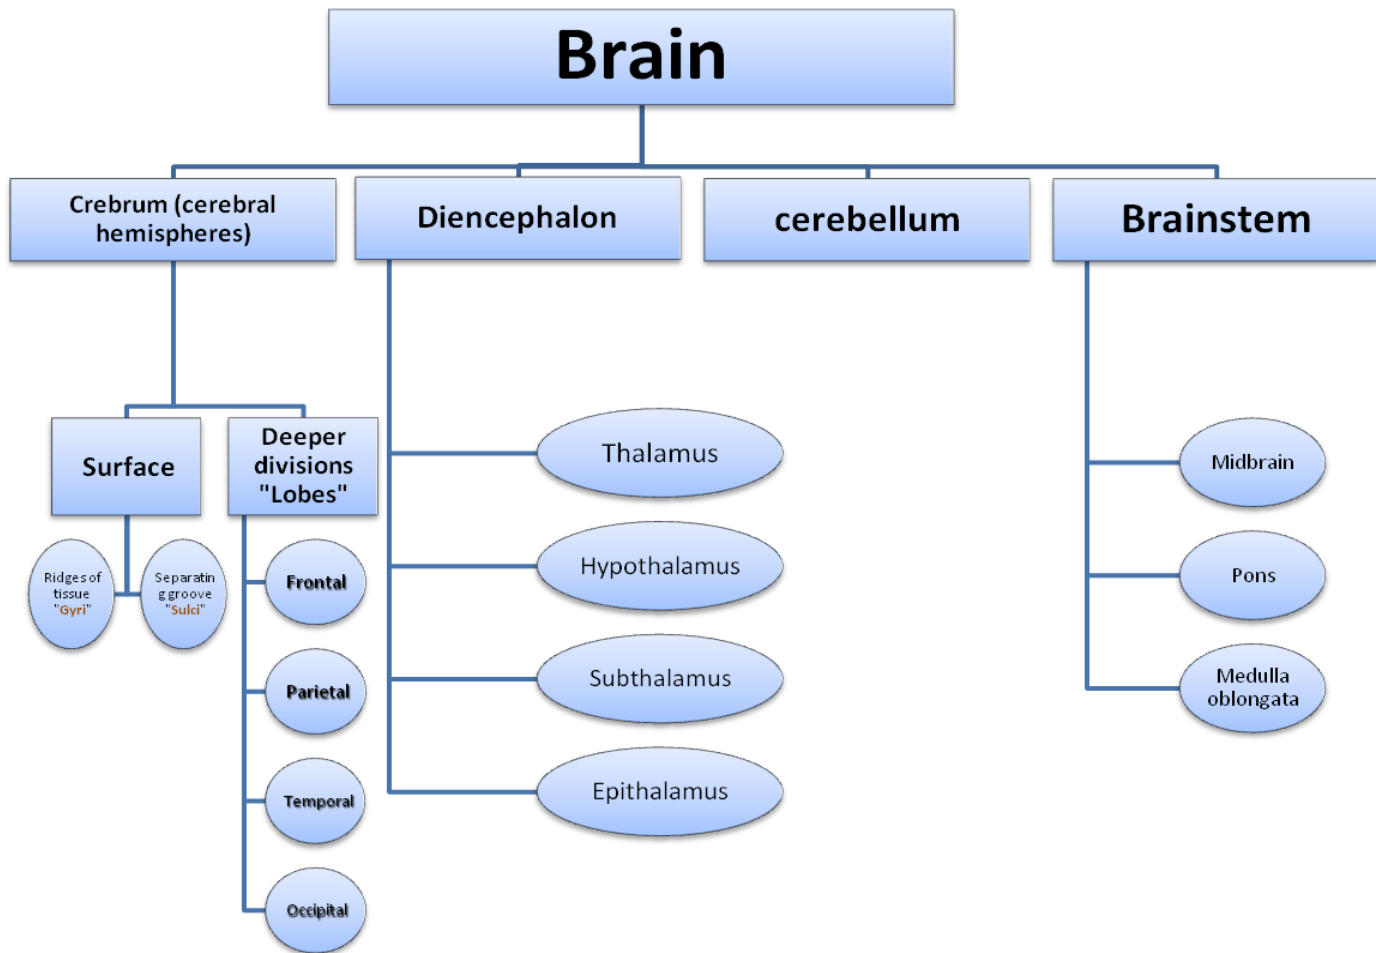 Brain
Crebrum (cerebral
hemispheres)
Diencephalon
cerebellum
Brainstem
Surface
Deeper
divisions
"Lobes"
Ridges of
tissue
"Gyri"
Separatin
g groove
"Sulci"
Frontal
Parietal
Temporal
Occipital
Thalamus
Hypothalamus
Subthalamus
Epithalamus
Midbrain
Pons
Medulla
oblongata